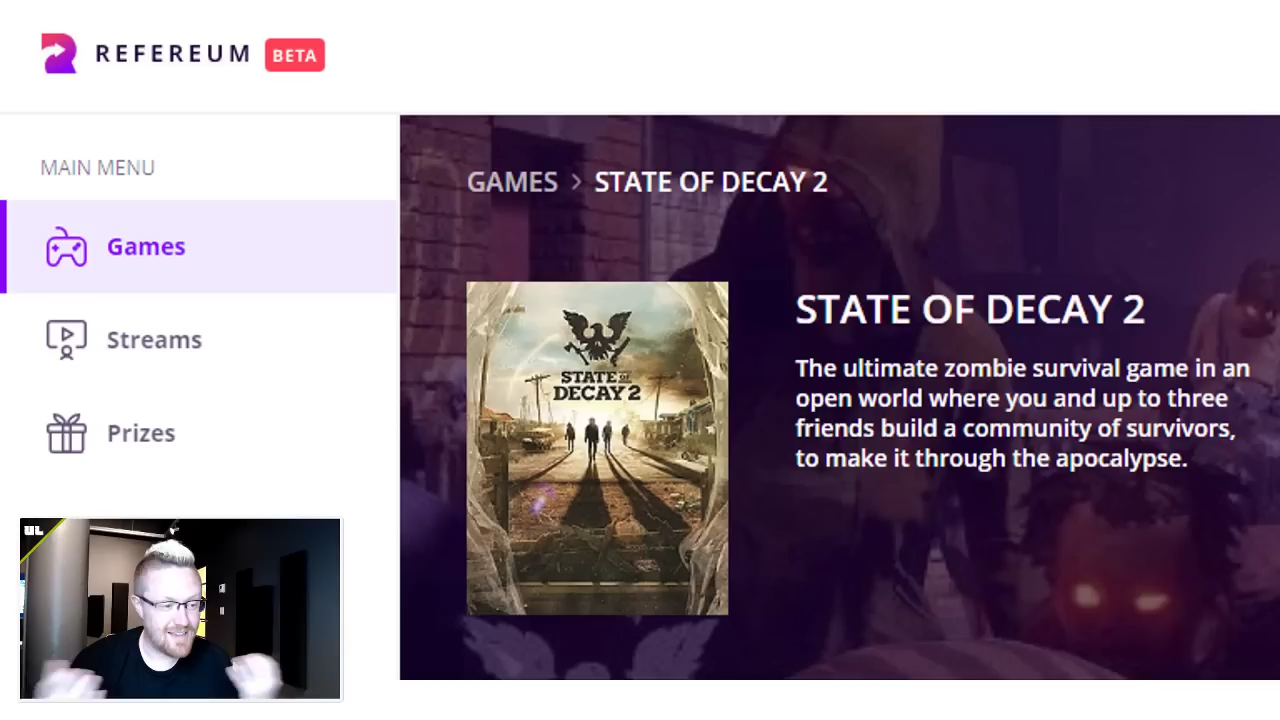 REFEREUM BETA
MAIN MENU
Games
Streams
Prizes
GAMES > STATE OF DECAY 2
STATE OF
DECAY 2
STATE OF DECAY 2
The ultimate zombie survival game in an
open world where you and up to three
friends build a community of survivors,
to make it through the apocalypse.